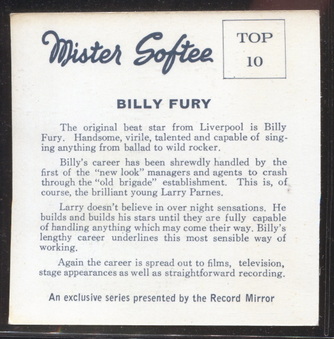 Mister Softee
TOP
10
BILLY FURY
The original beat star from Liverpool is Billy
Fury. Handsome, virile, talented and capable of sing-
ing anything from ballad to wild rocker.
Billy's career has been shrewdly handled by the
first of the "new look" managers and agents to crash
through the "old brigade" establishment. This is, of
course, the brilliant young Larry Parnes.
Larry doesn't believe in over night sensations. He
builds and builds his stars until they are fully capable
of handling anything which may come their way. Billy's
lengthy career underlines this most sensible way of
working.
Again the career is spread out to films, television,
stage appearances as well as straightforward recording.
An exclusive series presented by the Record Mirror